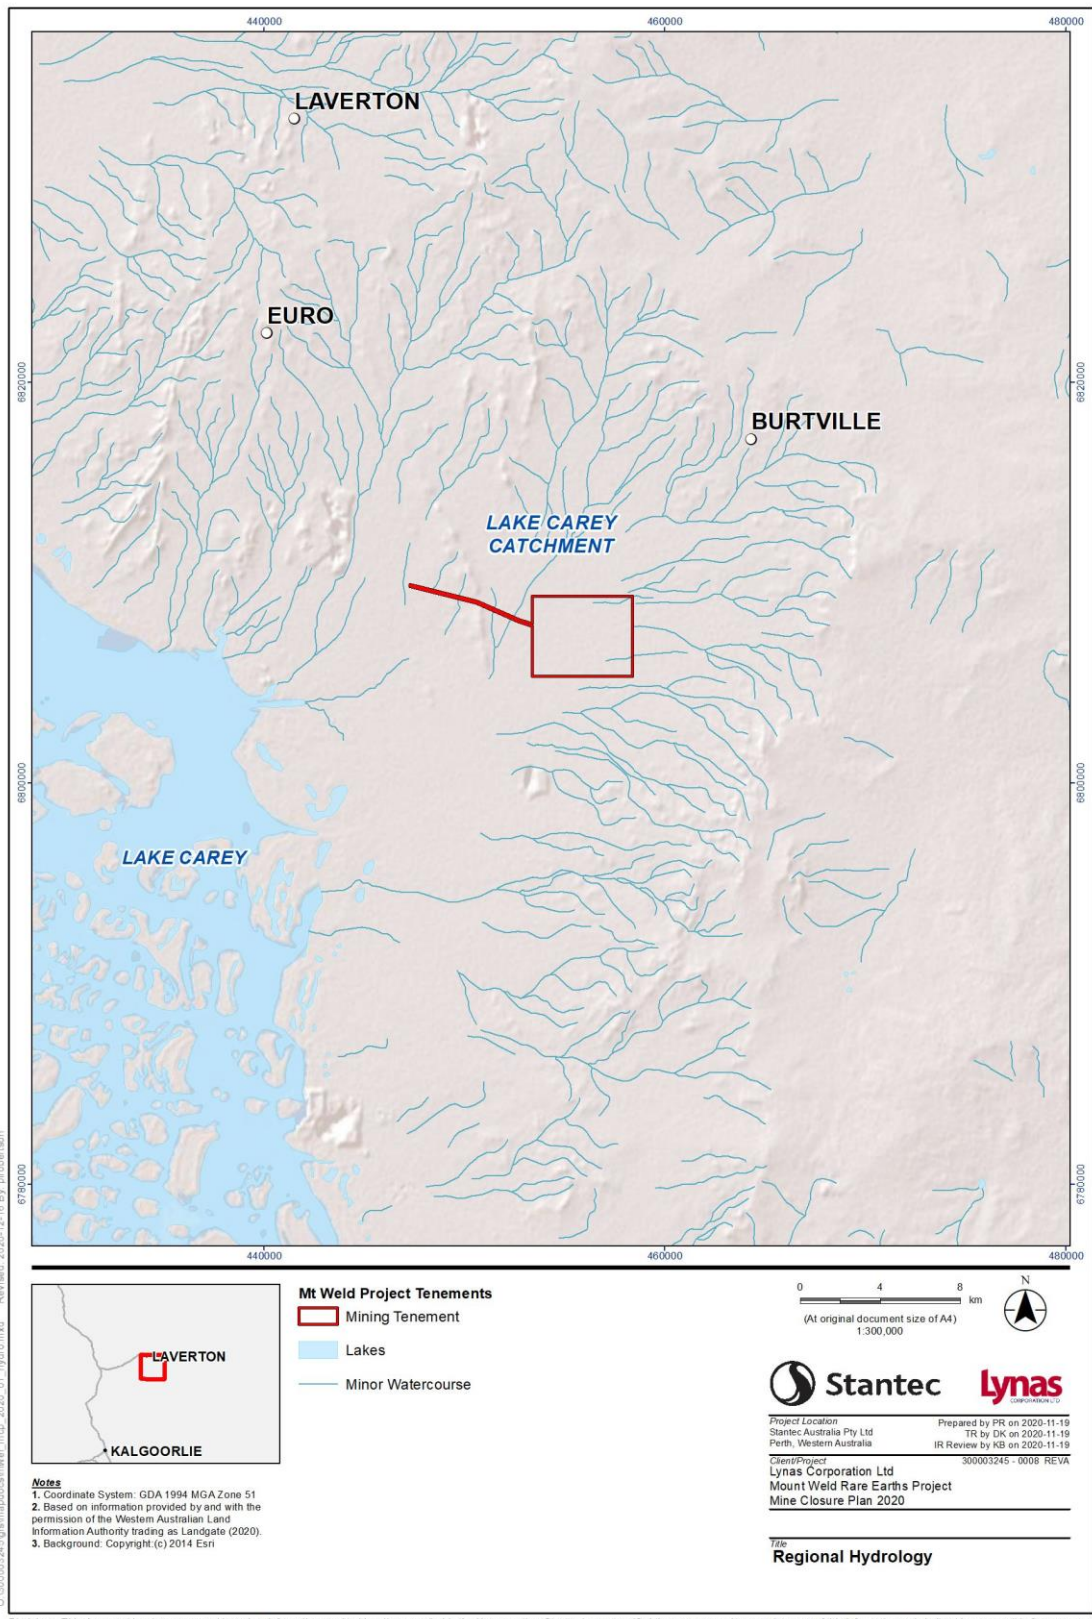 440000
460000
480000
LAVERTON
EURO
6820000
6820000
BURTVILLE
LAKE CAREY
CATCHMENT
6800000
6800000
LAKE CAREY
6780000
6780000
440000
460000
480000
LAVERTON
KALGOORLIE
Mt Weld Project Tenements
Mining Tenement
Lakes
Minor Watercourse
0 4 8
km
(At original document size of A4)
1:300,000
N
Stantec
Lynas
CORPORATION LTD
Project Location
Stantec Australia Pty Ltd
Perth, Western Australia
Prepared by PR on 2020-11-19
TR by DK on 2020-11-19
IR Review by KB on 2020-11-19
Client/Project
300003245 - 0008 REVA
Lynas Corporation Ltd
Mount Weld Rare Earths Project
Mine Closure Plan 2020
Title
Regional Hydrology
Notes
1. Coordinate System: GDA 1994 MGA Zone 51
2. Based on information provided by and with the
permission of the Western Australian Land
Information Authority trading as Landgate (2020).
3. Background: Copyright:(c) 2014 Esri